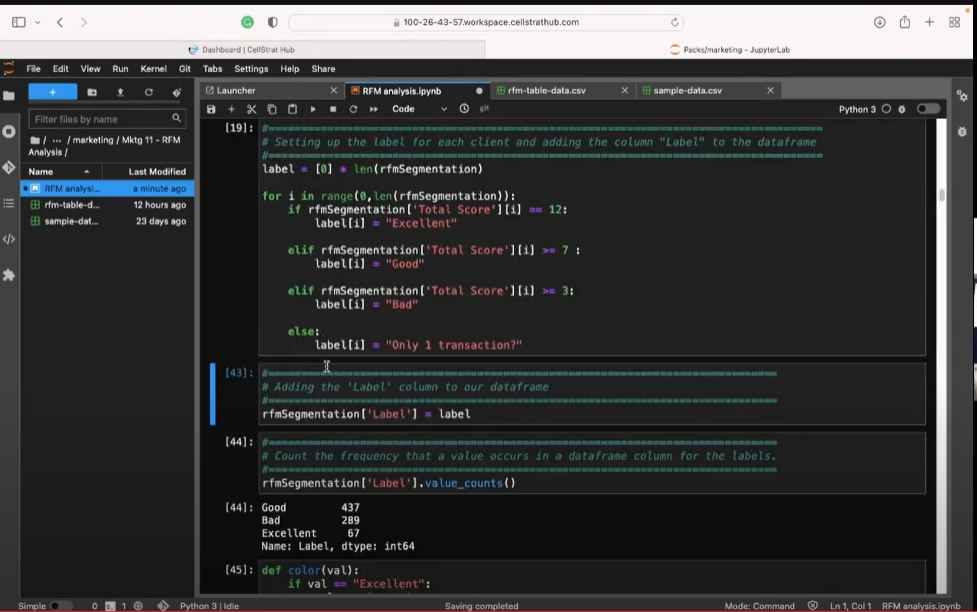 100-26-43-57.workspace.cellstrathub.com
Dashboard | CellStrat Hub
Packs/marketing - JupyterLab
File Edit View Run Kernel Git Tabs Settings Help Share
Launcher
RFM analysis.ipynb
rfm-table-data.csv
sample-data.csv
Code
git
Python 3
Filter files by name
/ ··· / marketing / Mktg 11 - RFM
Analysis /
Name Last Modified
RFM analysi... a minute ago
rfm-table-d... 12 hours ago
sample-dat... 23 days ago
[19]: #==============================================================================
# Setting up the label for each client and adding the column "Label" to the dataframe
#==============================================================================
label = [0] * len(rfmSegmentation)
for i in range(0,len(rfmSegmentation)):
if rfmSegmentation['Total Score'][i] == 12:
label[i] = "Excellent"
elif rfmSegmentation['Total Score'][i] >= 7 :
label[i] = "Good"
elif rfmSegmentation['Total Score'][i] >= 3:
label[i] = "Bad"
else:
label[i] = "Only 1 transaction?"
[43]: #==============================================================================
# Adding the 'Label' column to our dataframe
#==============================================================================
rfmSegmentation['Label'] = label
[44]: #==============================================================================
# Count the frequency that a value occurs in a dataframe column for the labels.
#==============================================================================
rfmSegmentation['Label'].value_counts()
[44]: Good 437
Bad 289
Excellent 67
Name: Label, dtype: int64
[45]: def color(val):
if val == "Excellent":
Simple 0 1 Python 3 | Idle Saving completed Mode: Command Ln 1, Col 1 RFM analysis.ipynb